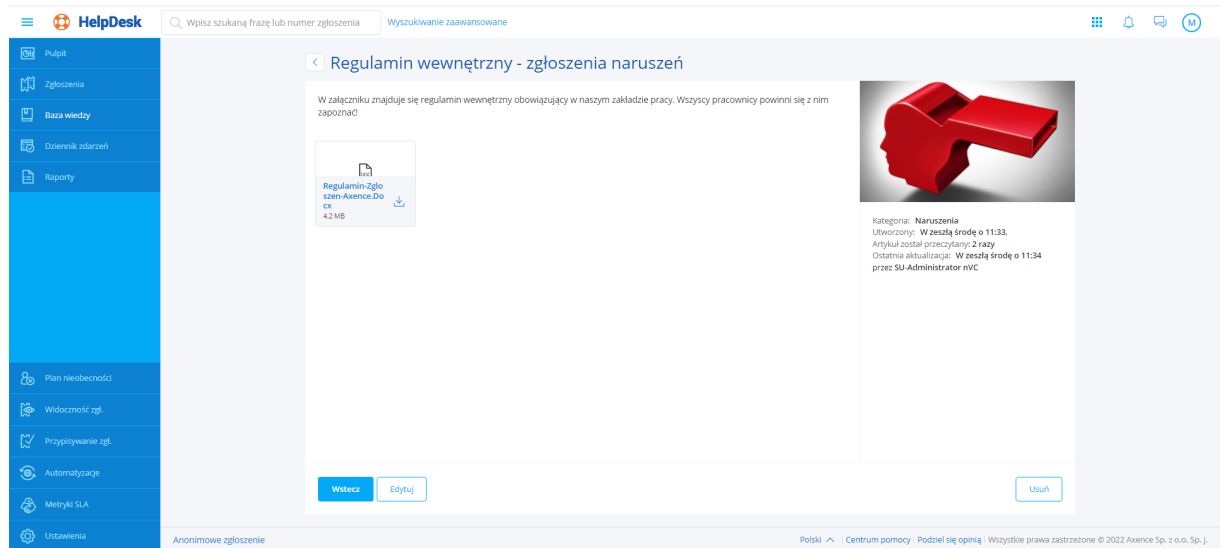 HelpDesk
Wpisz szukaną frazę lub numer zgłoszenia
Wyszukiwanie zaawansowane
M
Pulpit
Zgłoszenia
Baza wiedzy
Dziennik zdarzeń
Raporty
Plan nieobecności
Widoczność zgł.
Przypisywanie zgł.
Automatyzacje
Metryki SLA
Ustawienia
Regulamin wewnętrzny - zgłoszenia naruszeń
W załączniku znajduje się regulamin wewnętrzny obowiązujący w naszym zakładzie pracy. Wszyscy pracownicy powinni się z nim
zapoznać!
Regulamin-Zglo
szen-Axence.Do
cx
4.2 MB
Kategoria: Naruszenia
Utworzony: W zeszłą środę o 11:33.
Artykuł został przeczytany: 2 razy
Ostatnia aktualizacja: W zeszłą środę o 11:34
przez SU-Administrator nVC
Wstecz
Edytuj
Usuń
Anonimowe zgłoszenie
Polski
Centrum pomocy | Podziel się opinią | Wszystkie prawa zastrzeżone © 2022 Axence Sp. z o.o. Sp. j.